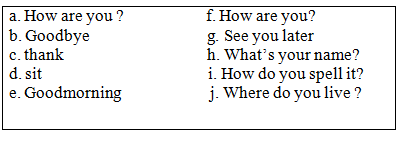 a. How are you ?
b. Goodbye
c. thank
d. sit
e. Goodmorning
f. How are you?
g. See you later
h. What's your name?
i. How do you spell it?
j. Where do you live ?